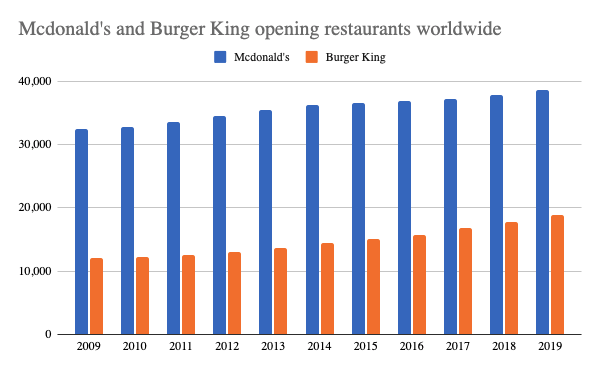 Mcdonald's and Burger King opening restaurants worldwide
Mcdonald's Burger King
40,000
30,000
20,000
10,000
0
2009 2010 2011 2012 2013 2014 2015 2016 2017 2018 2019